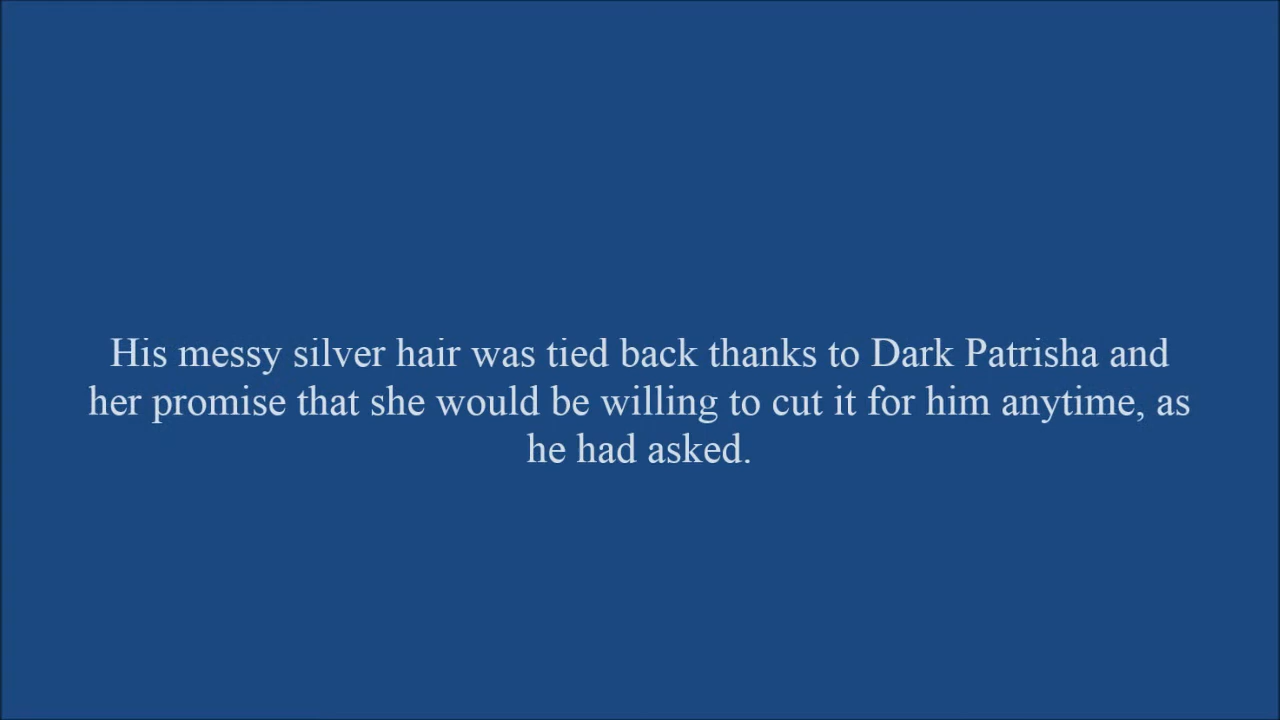 His messy silver hair was tied back thanks to Dark Patrisha and
her promise that she would be willing to cut it for him anytime, as
he had asked.